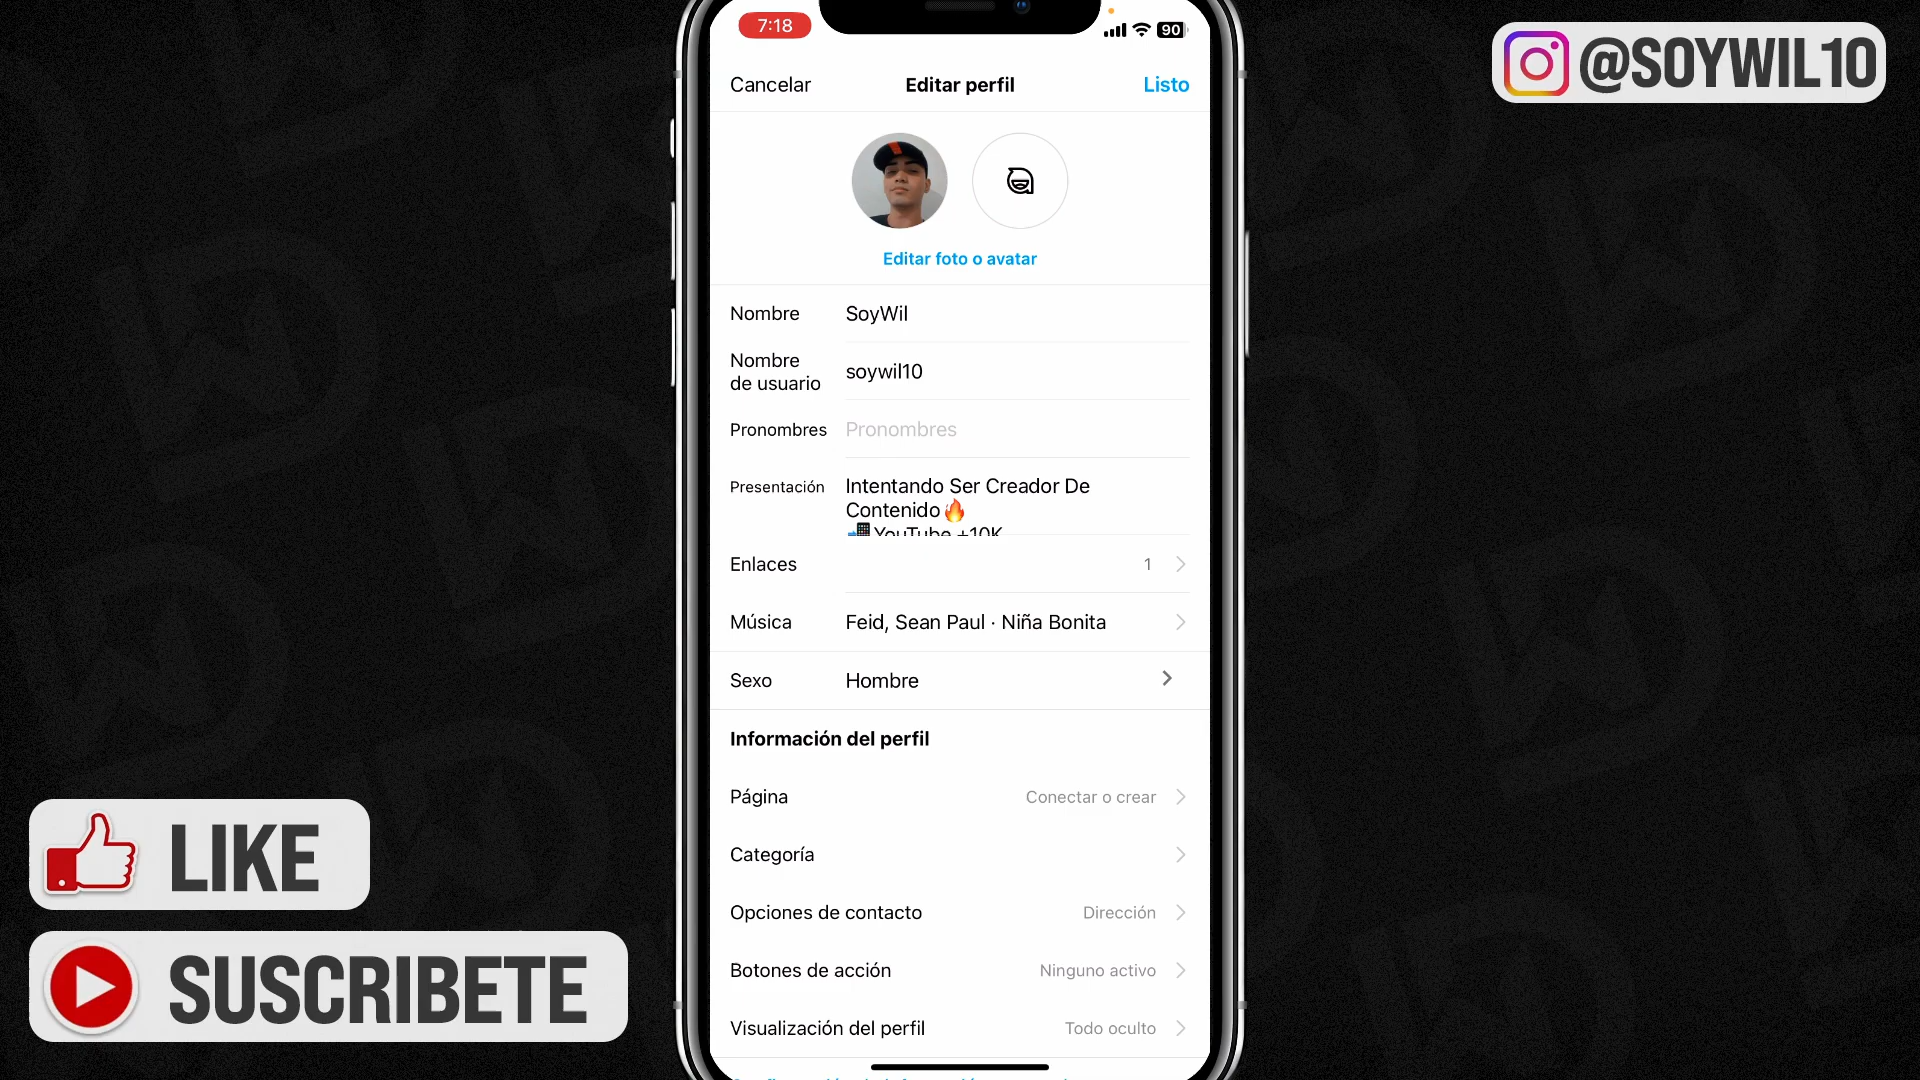 7:18
90
@SOYWIL10
Cancelar
Editar perfil
Listo
Editar foto o avatar
Nombre
SoyWil
Nombre
de usuario
soywil10
Pronombres
Pronombres
Presentación
Intentando Ser Creador De
Contenido🔥
📲YouTube +10K
Enlaces
1
Música
Feid, Sean Paul · Niña Bonita
Sexo
Hombre
Información del perfil
Página
Conectar o crear
Categoría
Opciones de contacto
Dirección
Botones de acción
Ninguno activo
Visualización del perfil
Todo oculto
LIKE
SUSCRIBETE